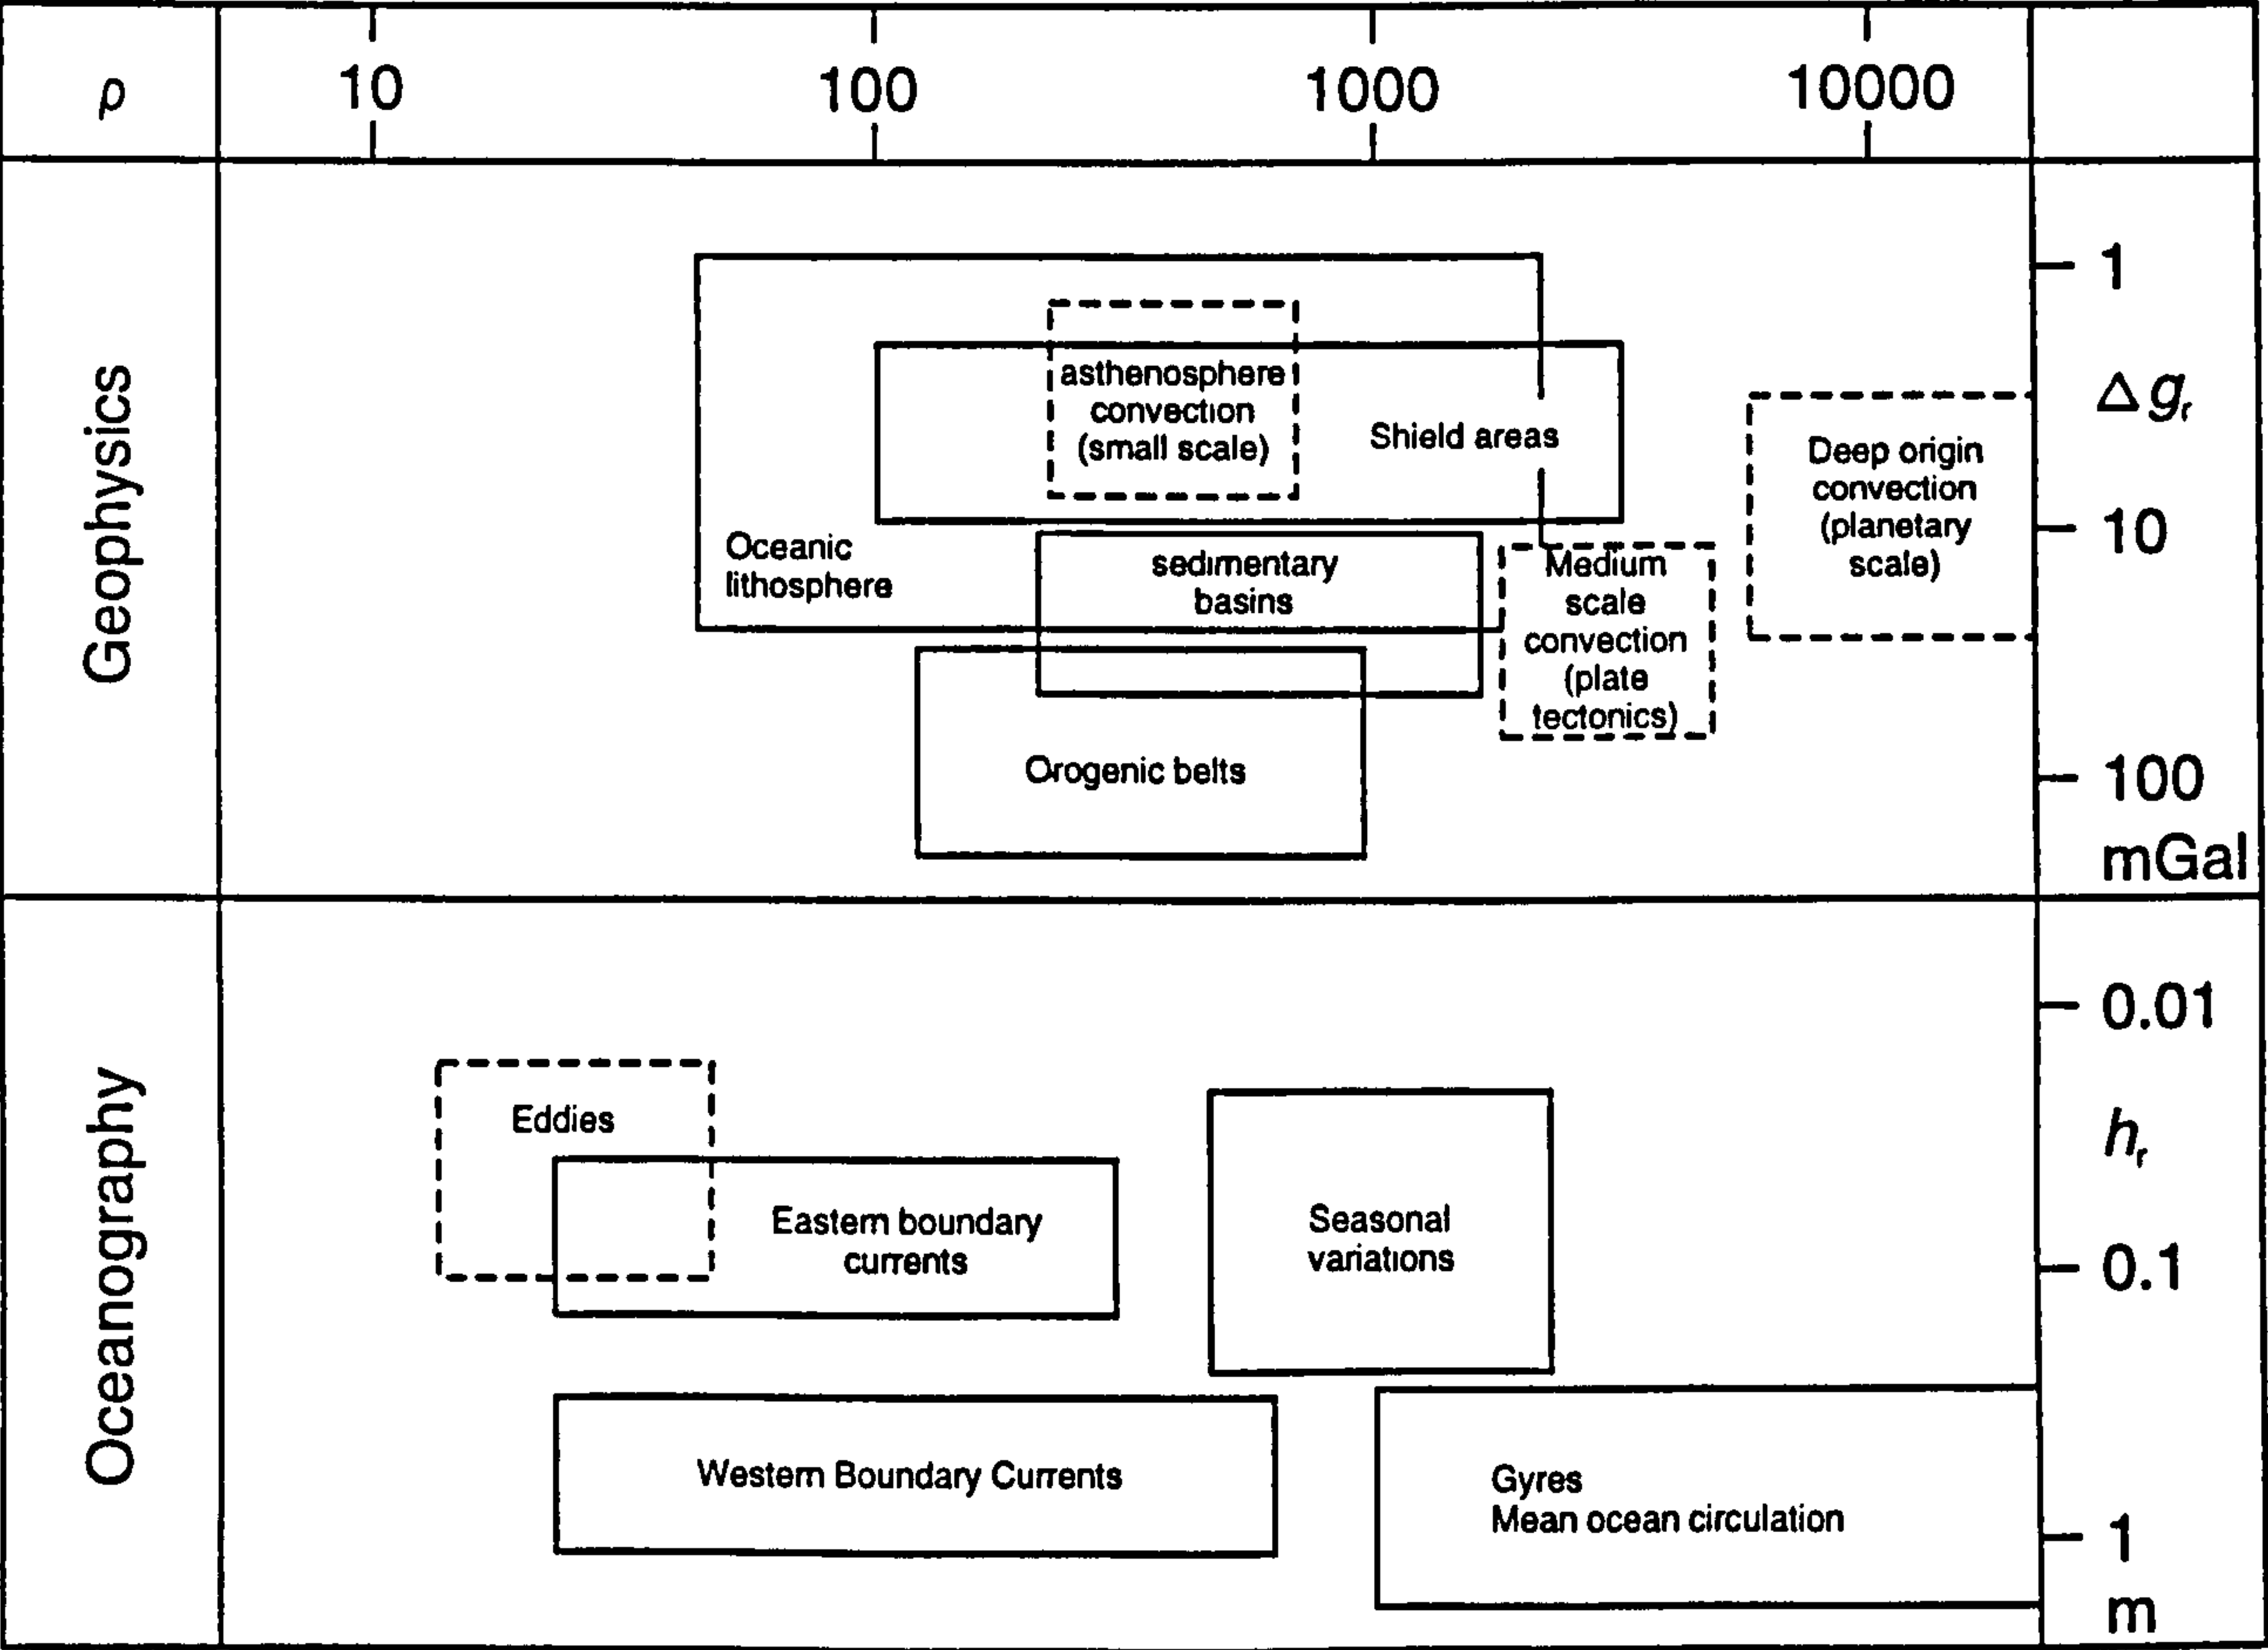 ρ
10
100
1000
10000
Geophysics
asthenosphere
convection
(small scale)
Shield areas
Oceanic
lithosphere
sedimentary
basins
Medium
scale
convection
(plate
tectonics)
Deep origin
convection
(planetary
scale)
Orogenic belts
1
Δgr
10
100
mGal
Oceanography
Eddies
Eastern boundary
currents
Seasonal
variations
Western Boundary Currents
Gyres
Mean ocean circulation
0.01
hr
0.1
1
m